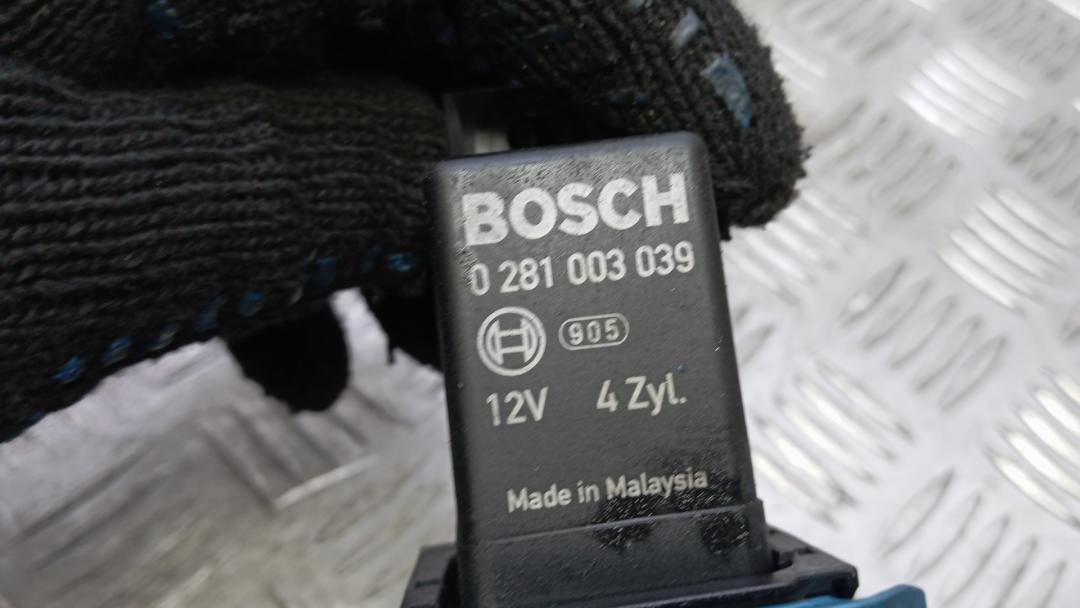 BOSCH
0 281 003 039
905
12V 4 Zyl.
Made in Malaysia